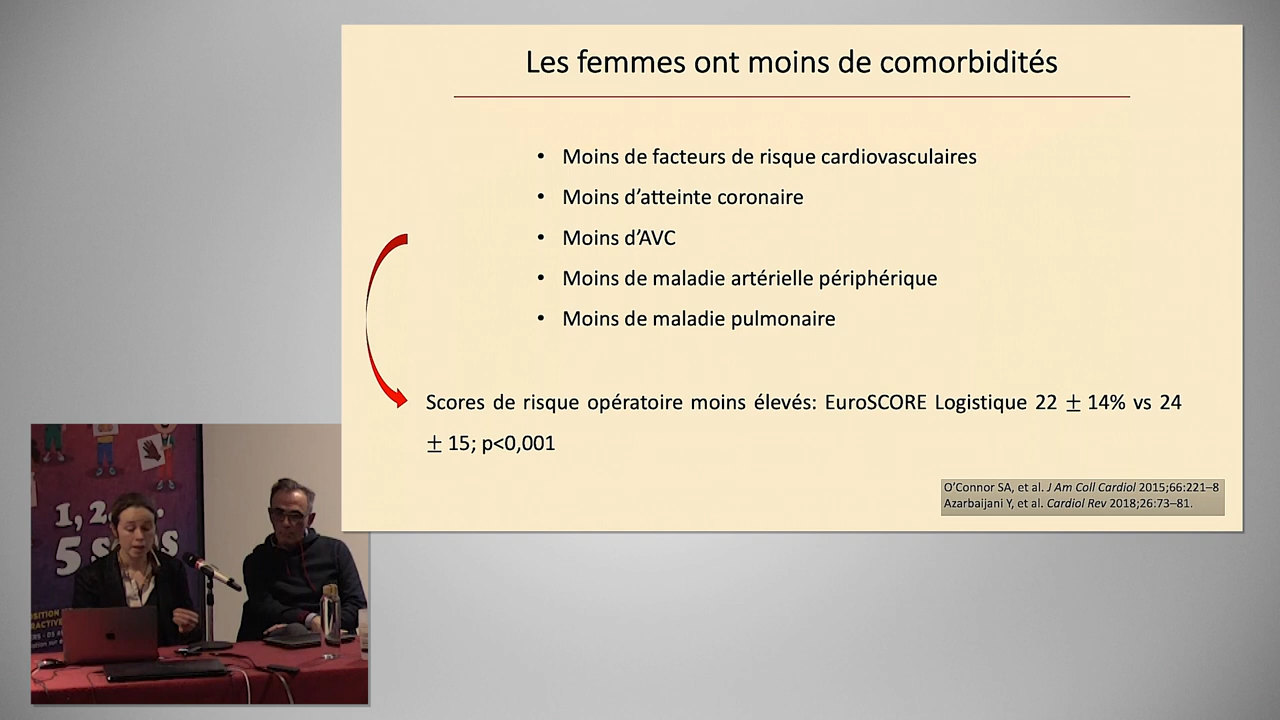 Les femmes ont moins de comorbidités
• Moins de facteurs de risque cardiovasculaires
• Moins d’atteinte coronaire
• Moins d’AVC
• Moins de maladie artérielle périphérique
• Moins de maladie pulmonaire
Scores de risque opératoire moins élevés: EuroSCORE Logistique 22 ± 14% vs 24
± 15; p<0,001
O’Connor SA, et al. J Am Coll Cardiol 2015;66:221–8
Azarbaijani Y, et al. Cardiol Rev 2018;26:73–81.
1, 2,
5 S